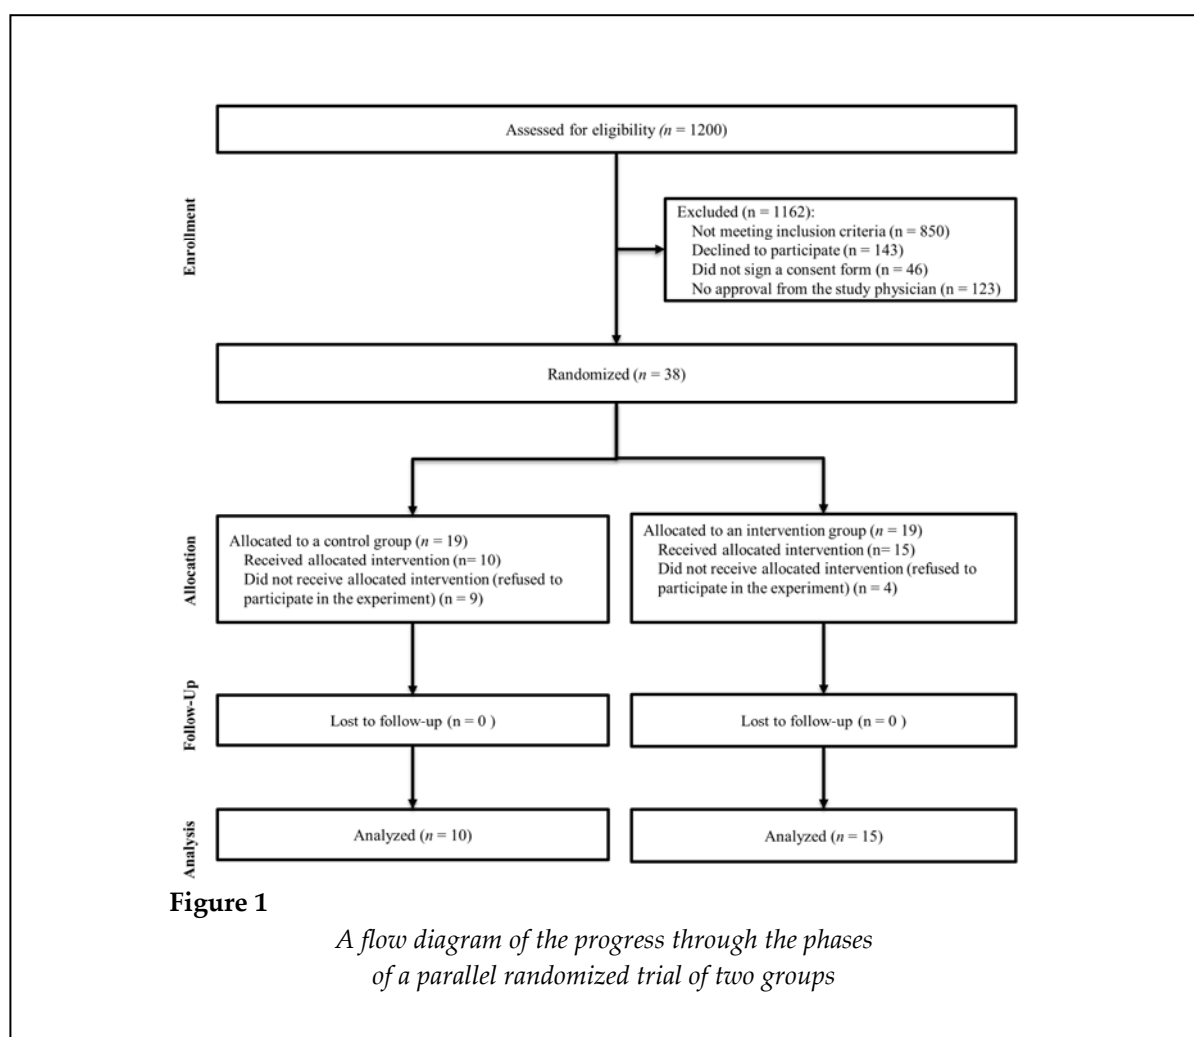 Assessed for eligibility (n = 1200)
Enrollment
Excluded (n = 1162):
Not meeting inclusion criteria (n = 850)
Declined to participate (n = 143)
Did not sign a consent form (n = 46)
No approval from the study physician (n = 123)
Randomized (n = 38)
Allocation
Allocated to a control group (n = 19)
Received allocated intervention (n= 10)
Did not receive allocated intervention (refused to
participate in the experiment) (n = 9)
Allocated to an intervention group (n = 19)
Received allocated intervention (n= 15)
Did not receive allocated intervention (refused to
participate in the experiment) (n = 4)
Follow-Up
Lost to follow-up (n = 0 )
Lost to follow-up (n = 0 )
Analysis
Analyzed (n = 10)
Analyzed (n = 15)
Figure 1
A flow diagram of the progress through the phases
of a parallel randomized trial of two groups